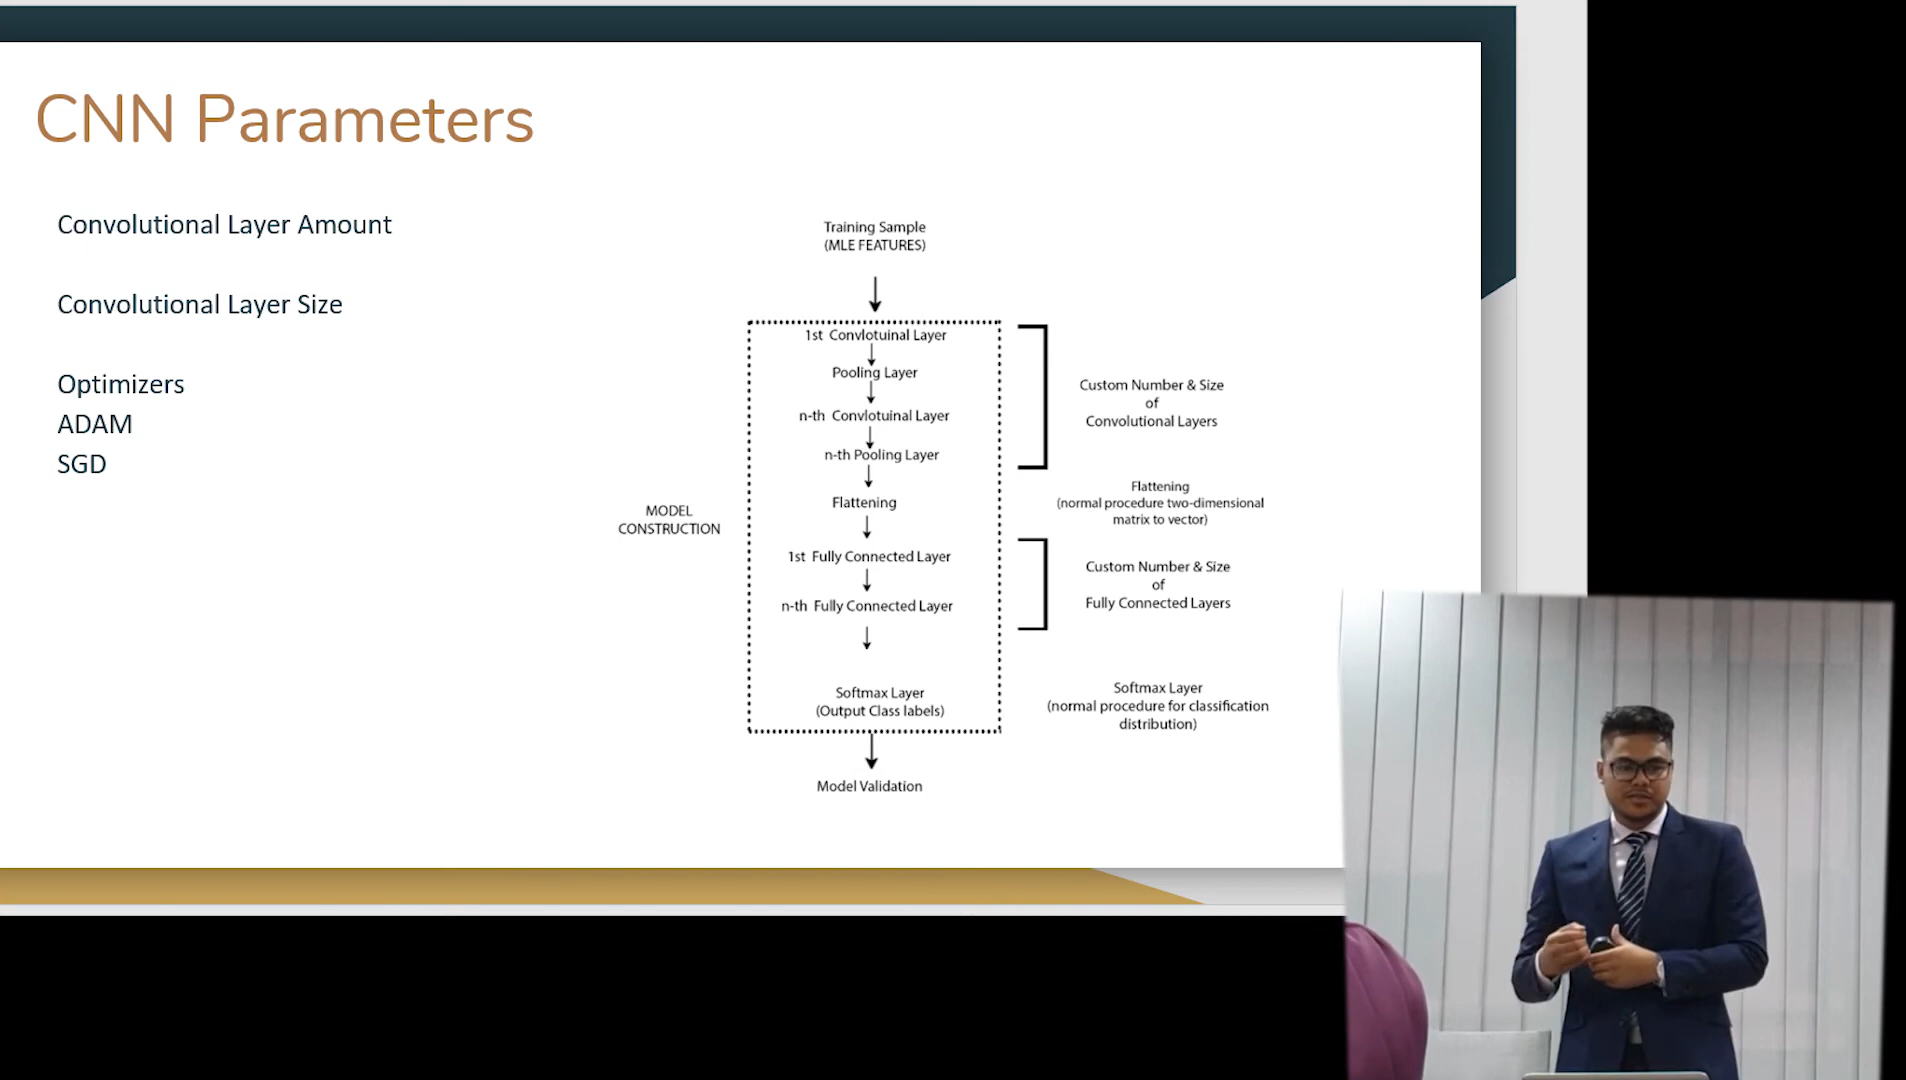 CNN Parameters
Convolutional Layer Amount
Convolutional Layer Size
Optimizers
ADAM
SGD
Training Sample
(MLE FEATURES)
1st Convlotuinal Layer
Pooling Layer
n-th Convlotuinal Layer
n-th Pooling Layer
Flattening
1st Fully Connected Layer
n-th Fully Connected Layer
Softmax Layer
(Output Class labels)
Model Validation
MODEL
CONSTRUCTION
Custom Number & Size
of
Convolutional Layers
Flattening
(normal procedure two-dimensional
matrix to vector)
Custom Number & Size
of
Fully Connected Layers
Softmax Layer
(normal procedure for classification
distribution)